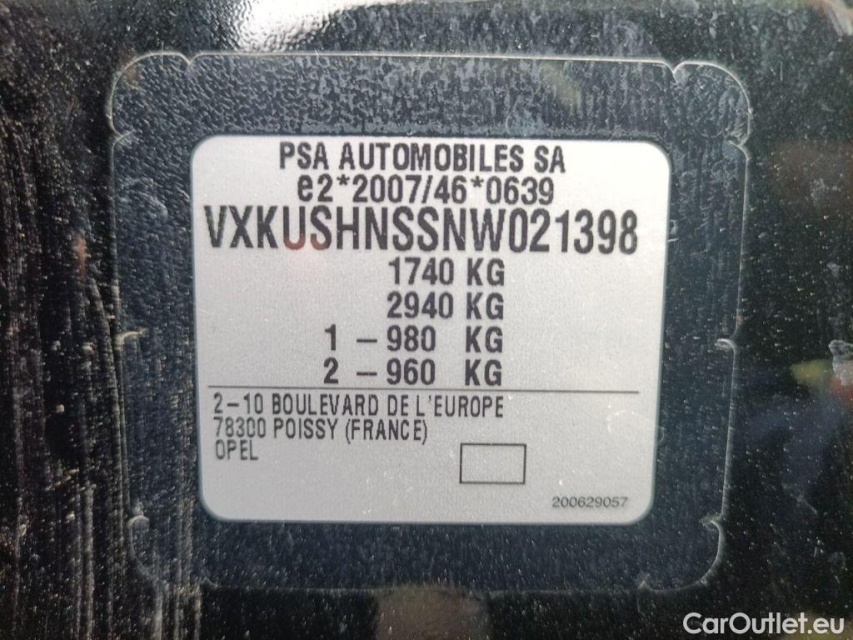 PSA AUTOMOBILES SA
e2*2007/46*0639
VXKUSHNSSNW021398
1740 KG
2940 KG
1 – 980 KG
2 – 960 KG
2–10 BOULEVARD DE L'EUROPE
78300 POISSY (FRANCE)
OPEL
200629057
CarOutlet.eu